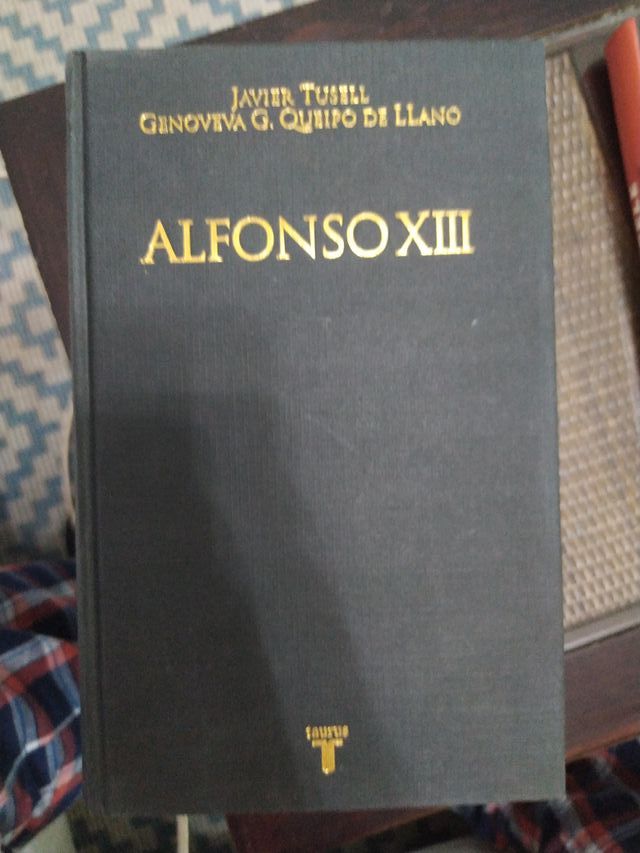 JAVIER TUSELL
GENOVEVA G. QUEIPO DE LLANO
ALFONSO XIII
taurus
T